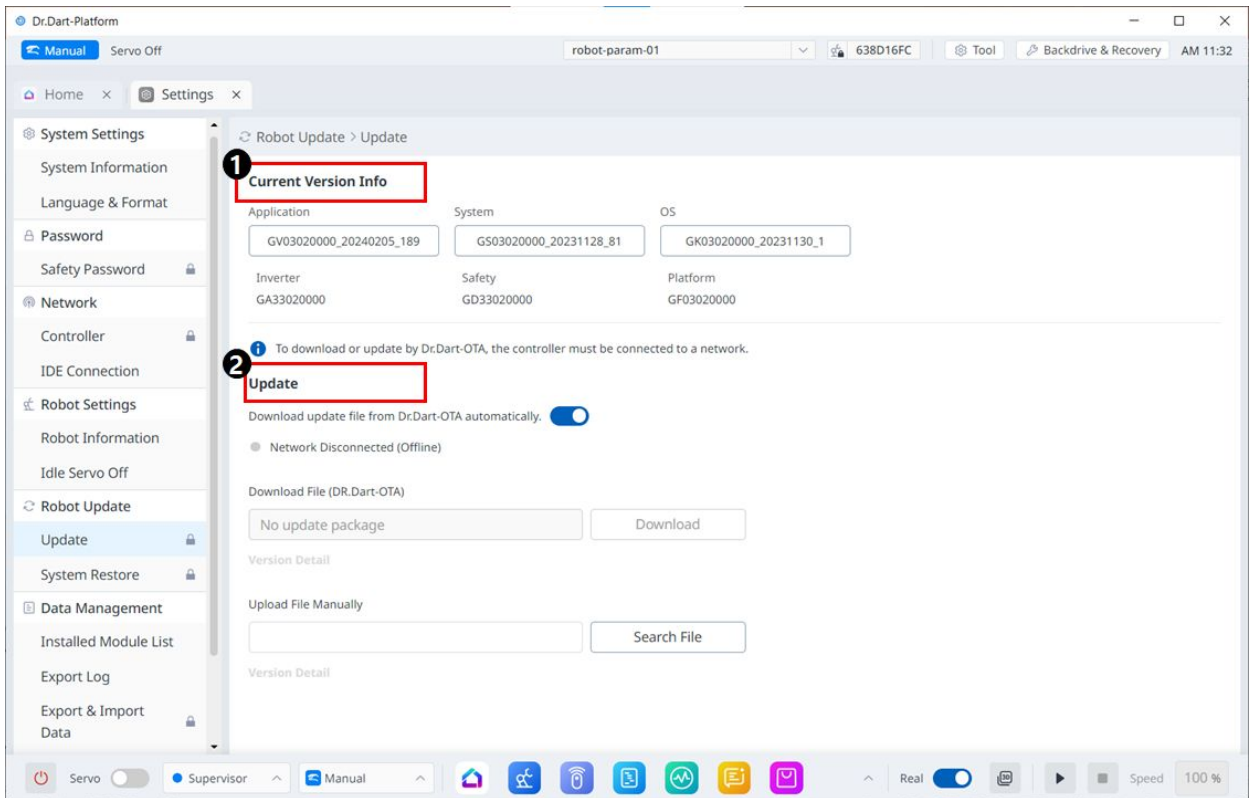 Dr.Dart-Platform
Manual Servo Off robot-param-01 638D16FC Tool Backdrive & Recovery AM 11:32
Home Settings
System Settings
System Information
Language & Format
Password
Safety Password
Network
Controller
IDE Connection
Robot Settings
Robot Information
Idle Servo Off
Robot Update
Update
System Restore
Data Management
Installed Module List
Export Log
Export & Import
Data
Robot Update > Update
1
Current Version Info
Application System OS
GV03020000_20240205_189 GS03020000_20231128_81 GK03020000_20231130_1
Inverter Safety Platform
GA33020000 GD33020000 GF03020000
To download or update by Dr.Dart-OTA, the controller must be connected to a network.
2
Update
Download update file from Dr.Dart-OTA automatically.
Network Disconnected (Offline)
Download File (DR.Dart-OTA)
No update package Download
Version Detail
Upload File Manually
Search File
Version Detail
Servo Supervisor Manual Real 3D Speed 100 %